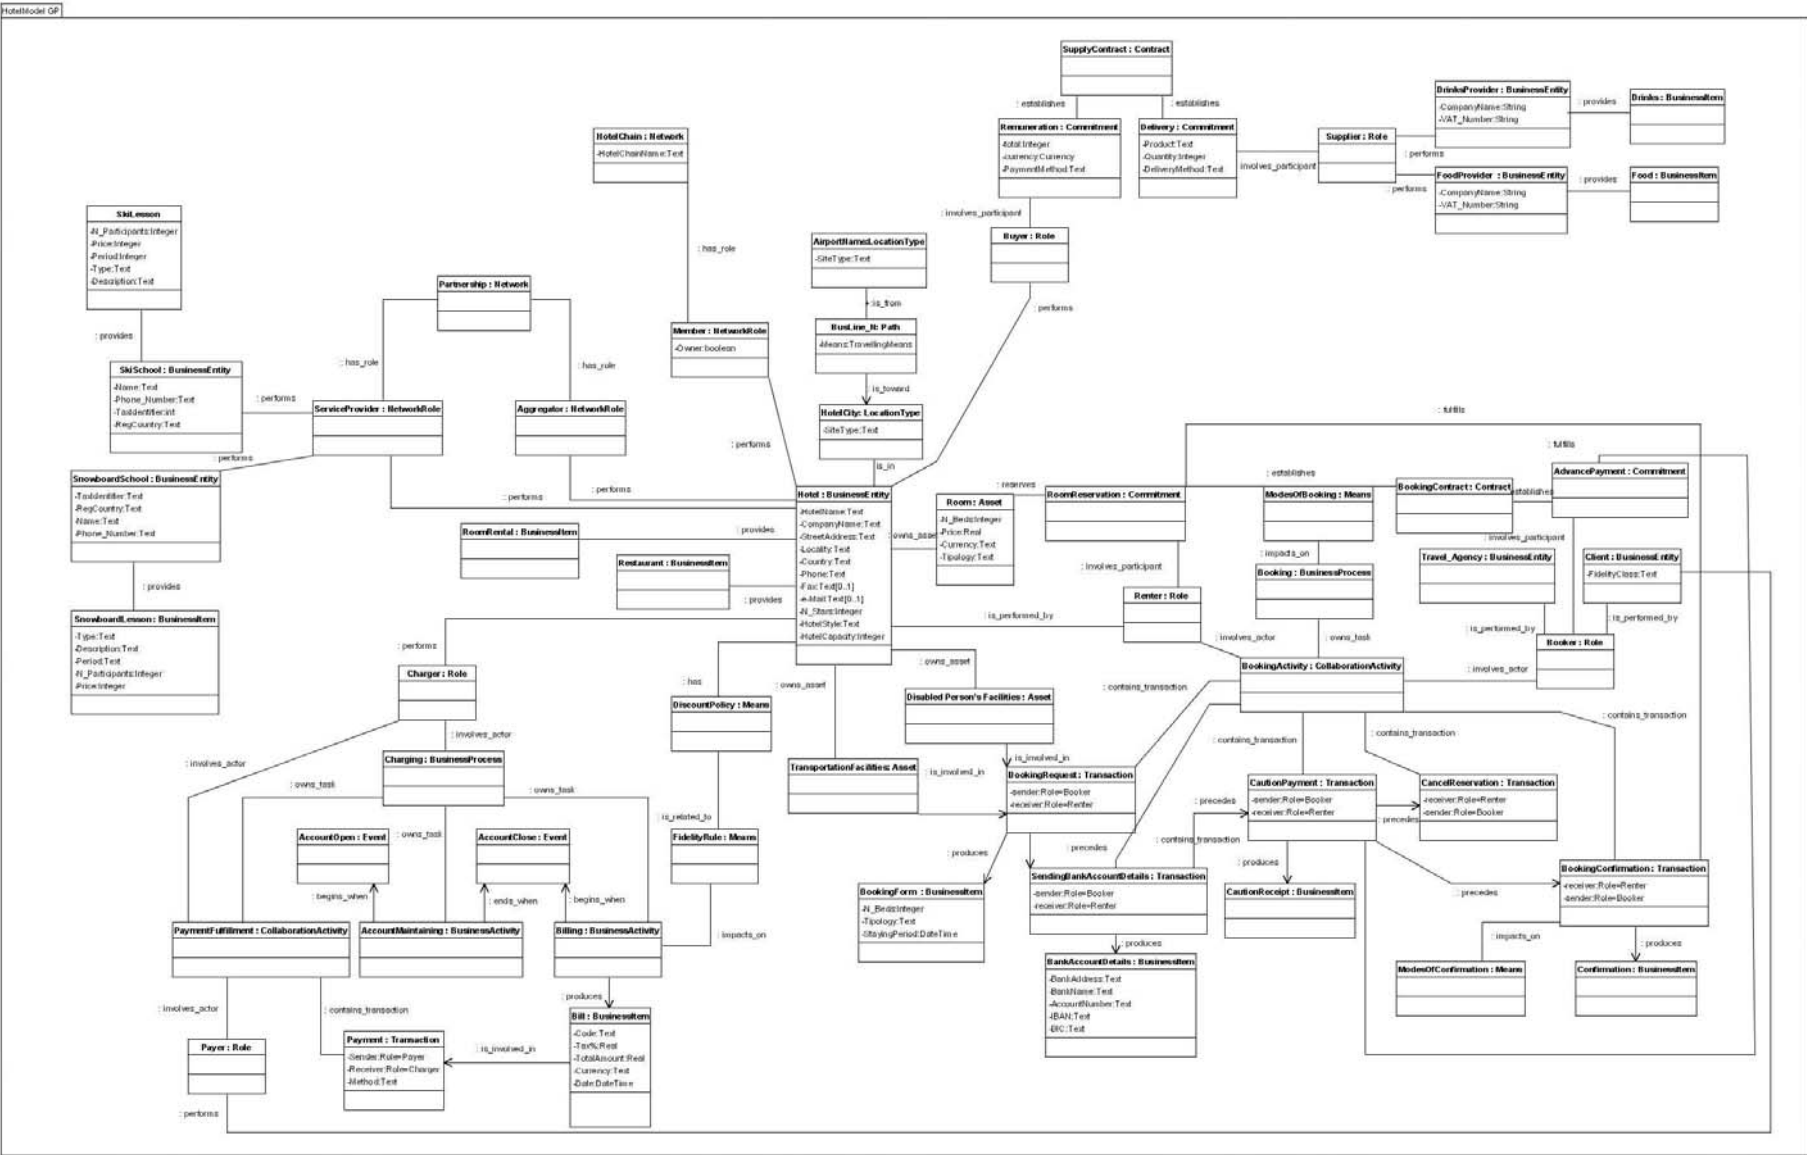 HotelModel GP
SupplyContract : Contract
: establishes
: establishes
Remuneration : Commitment
-total:Integer
-currency:Currency
-PaymentMethod:Text
Delivery : Commitment
-Product:Text
-Quantity:Integer
-DeliveryMethod:Text
involves_participant
Supplier : Role
: performs
: performs
DrinksProvider : BusinessEntity
-CompanyName:String
-VAT_Number:String
: provides
Drinks : BusinessItem
FoodProvider : BusinessEntity
-CompanyName:String
-VAT_Number:String
: provides
Food : BusinessItem
HotelChain : Network
-HotelChainName:Text
: has_role
: involves_participant
Buyer : Role
: performs
AirportName:LocationType
-SiteType:Text
:is_from
BusLine_N: Path
-Means:TravellingMeans
: is_toward
HotelCity: LocationType
-SiteType:Text
is_in
SkiLesson
-N_Participants:Integer
-Price:Integer
-Period:Integer
-Type:Text
-Description:Text
: provides
SkiSchool : BusinessEntity
-Name:Text
-Phone_Number:Text
-TaxIdentifier:int
-RegCountry:Text
: performs
Partnership : Network
: has_role
: has_role
ServiceProvider : NetworkRole
Aggregator : NetworkRole
Member : NetworkRole
-Owner:boolean
: performs
: performs
: performs
: performs
SnowboardSchool : BusinessEntity
-TaxIdentifier:Text
-RegCountry:Text
-Name:Text
-Phone_Number:Text
: provides
SnowboardLesson : BusinessItem
-Type:Text
-Description:Text
-Period:Text
-N_Participants:Integer
-Price:Integer
RoomRental : BusinessItem
: provides
Restaurant : BusinessItem
: provides
Hotel : BusinessEntity
-HotelName:Text
-CompanyName:Text
-StreetAddress:Text
-Locality:Text
-Country:Text
-Phone:Text
-Fax:Text[0..1]
-e-Mail:Text[0..1]
-N_Stars:Integer
-HotelStyle:Text
-HotelCapacity:Integer
: owns_asset
Room : Asset
-N_Beds:Integer
-Price:Real
-Currency:Text
-Tipology:Text
: reserves
RoomReservation : Commitment
: involves_participant
Renter : Role
: is_performed_by
: involves_actor
: fulfills
: fulfills
: establishes
ModesOfBooking : Means
: impacts_on
Booking : BusinessProcess
: owns_task
BookingContract : Contract
establishes
AdvancePayment : Commitment
: involves_participant
Travel_Agency : BusinessEntity
Client : BusinessEntity
-FidelityClass:Text
: is_performed_by
: is_performed_by
Booker : Role
: involves_actor
BookingActivity : CollaborationActivity
: contains_transaction
: contains_transaction
: contains_transaction
: contains_transaction
: contains_transaction
: performs
Charger : Role
: involves_actor
: involves_actor
Charging : BusinessProcess
: owns_task
: owns_task
: owns_task
AccountOpen : Event
AccountClose : Event
: begins_when
: ends_when
: begins_when
PaymentFulfillment : CollaborationActivity
AccountMaintaining : BusinessActivity
Billing : BusinessActivity
: has
DiscountPolicy : Means
: is_related_to
FidelityRule : Means
: impacts_on
: owns_asset
: owns_asset
Disabled Person's Facilities : Asset
: is_involved_in
TransportationFacilities: Asset
: is_involved_in
BookingRequest : Transaction
-sender:Role=Booker
-receiver:Role=Renter
: produces
: precedes
BookingForm : BusinessItem
-N_Beds:Integer
-Tipology:Text
-StayingPeriod:DateTime
SendingBankAccountDetails : Transaction
-sender:Role=Booker
-receiver:Role=Renter
: produces
BankAccountDetails : BusinessItem
-BankAddress:Text
-BankName:Text
-AccountNumber:Text
-IBAN:Text
-BIC:Text
: precedes
CautionPayment : Transaction
-sender:Role=Booker
-receiver:Role=Renter
: precedes
: produces
CautionReceipt : BusinessItem
CancelReservation : Transaction
-receiver:Role=Renter
-sender:Role=Booker
: precedes
BookingConfirmation : Transaction
-receiver:Role=Renter
-sender:Role=Booker
: impacts_on
: produces
ModesOfConfirmation : Means
Confirmation : BusinessItem
: involves_actor
: contains_transaction
: produces
Payer : Role
: performs
Payment : Transaction
-Sender:Role=Payer
-Receiver:Role=Charger
-Method:Text
: is_involved_in
Bill : BusinessItem
-Code:Text
-Tax%:Real
-TotalAmount:Real
-Currency:Text
-Date:DateTime